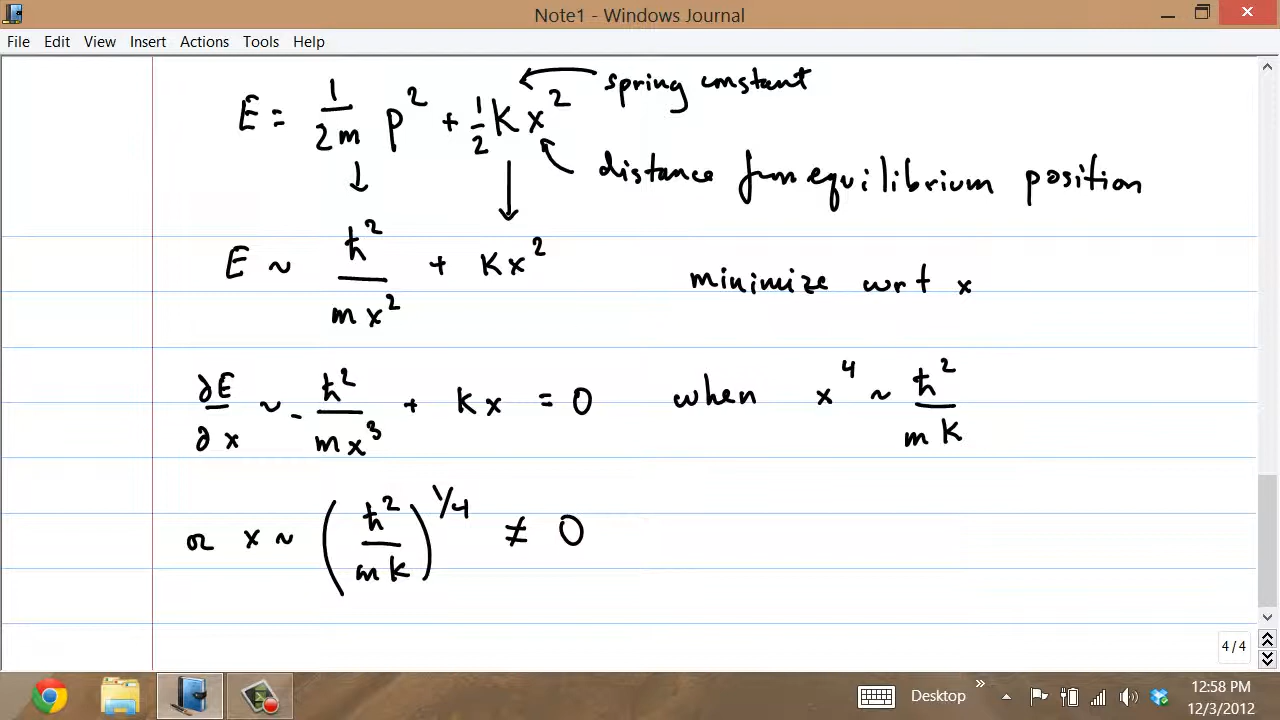 Note1 - Windows Journal
File Edit View Insert Actions Tools Help
spring constant
E = 1/2m p² + 1/2 k x²
distance from equilibrium position
E ~ ħ²/mx² + kx² minimize wrt x
∂E/∂x ~ - ħ²/mx³ + kx = 0 when x⁴ ~ ħ²/mk
or x ~ (ħ²/mk)^1/4 ≠ 0
4/4
Desktop
12:58 PM
12/3/2012